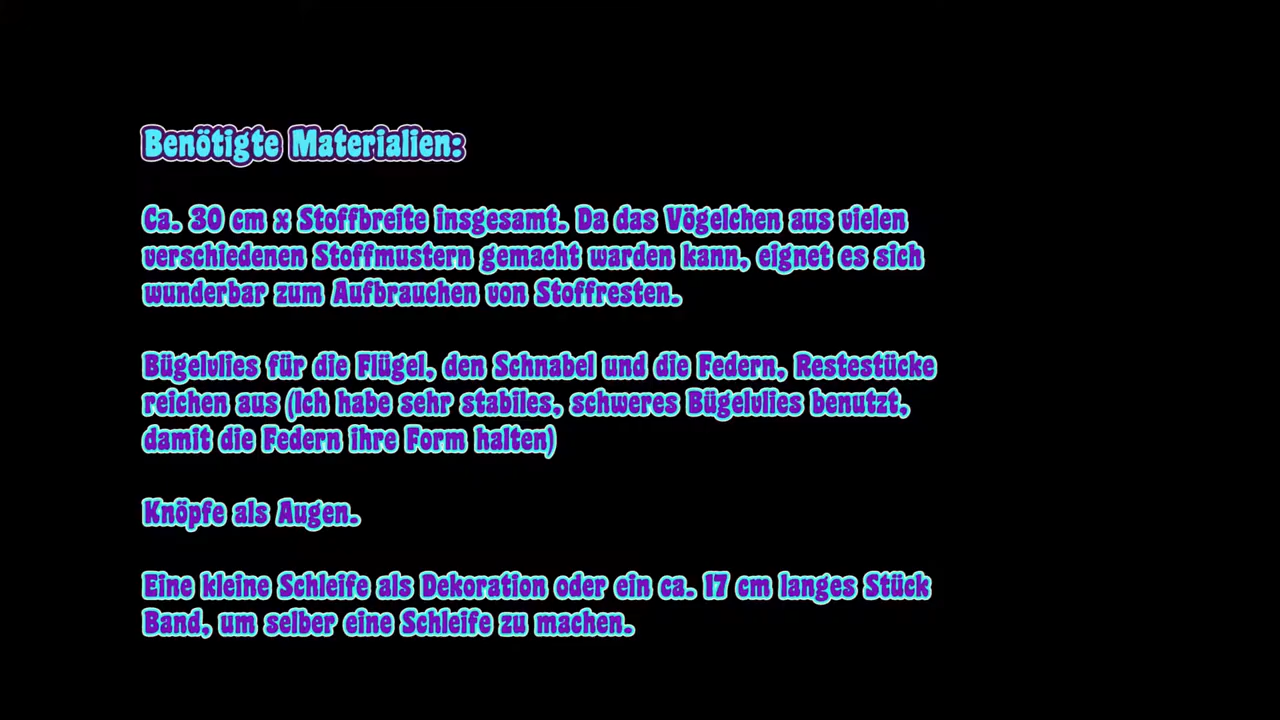 Benötigte Materialien:
Ca. 30 cm x Stoffbreite insgesamt. Da das Vögelchen aus vielen
verschiedenen Stoffmustern gemacht warden kann, eignet es sich
wunderbar zum Aufbrauchen von Stoffresten.
Bügelvlies für die Flügel, den Schnabel und die Federn, Restestücke
reichen aus (Ich habe sehr stabiles, schweres Bügelvlies benutzt,
damit die Federn ihre Form halten)
Knöpfe als Augen.
Eine kleine Schleife als Dekoration oder ein ca. 17 cm langes Stück
Band, um selber eine Schleife zu machen.